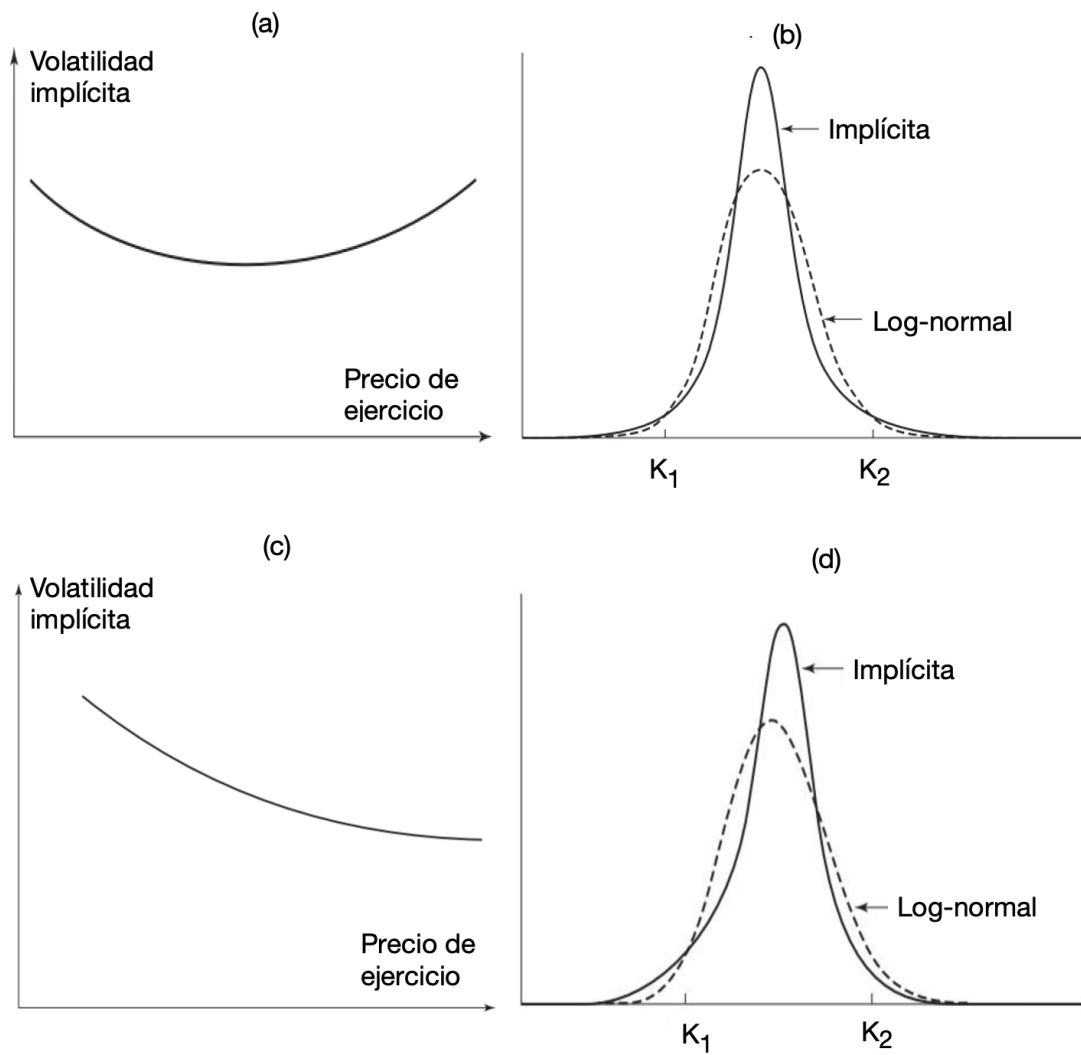 (a)
Volatilidad
implícita
Precio de
ejercicio
(b)
Implícita
Log-normal
K₁
K₂
(c)
Volatilidad
implícita
Precio de
ejercicio
(d)
Implícita
Log-normal
K₁
K₂